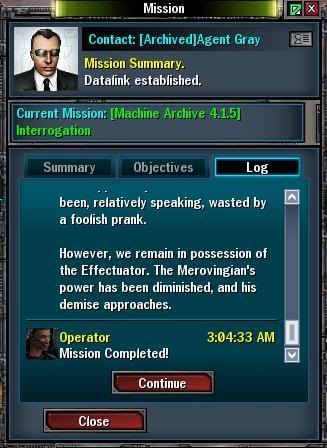 Mission
Contact: [Archived]Agent Gray
Mission Summary.
Datalink established.
Current Mission: [Machine Archive 4.1.5]
Interrogation
Summary
Objectives
Log
been, relatively speaking, wasted by
a foolish prank.
However, we remain in possession of
the Effectuator. The Merovingian's
power has been diminished, and his
demise approaches.
Operator 3:04:33 AM
Mission Completed!
Continue
Close